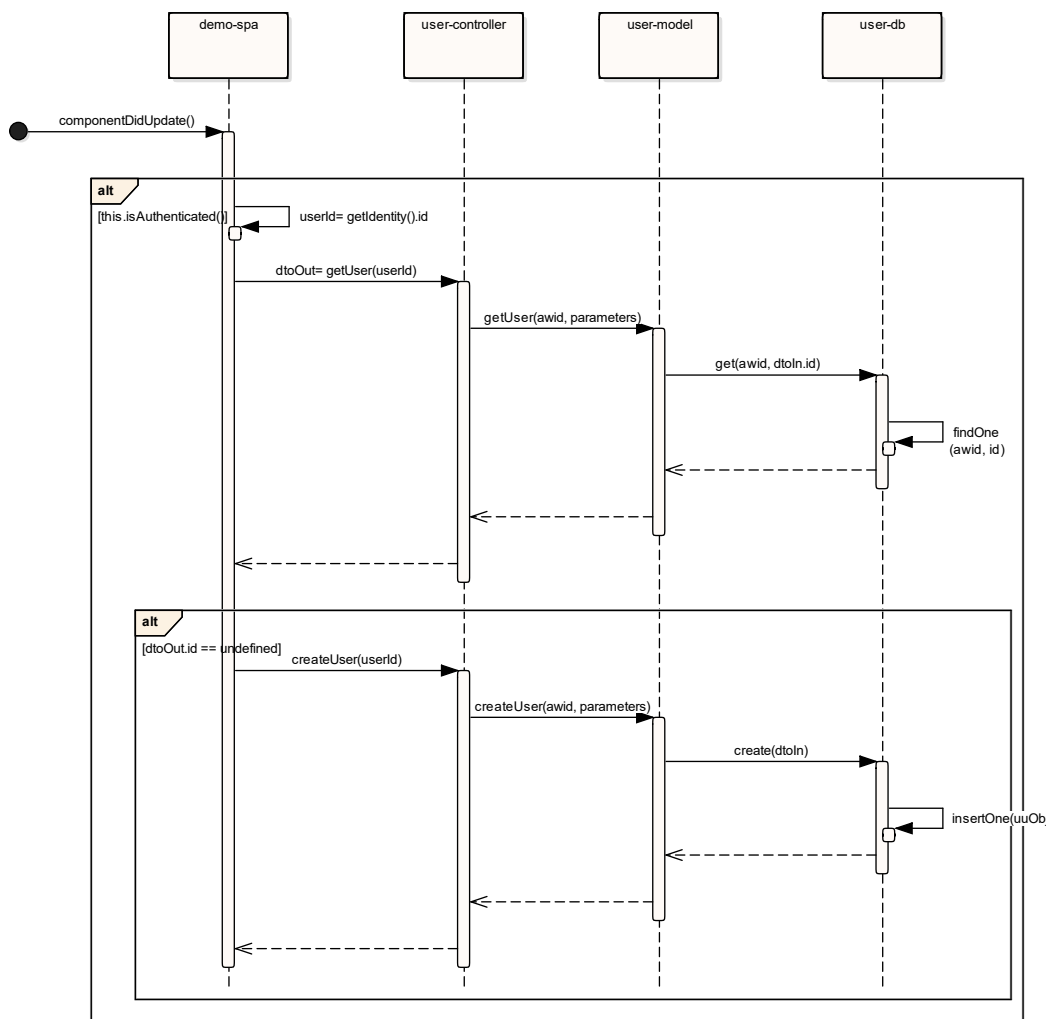 demo-spa
user-controller
user-model
user-db
componentDidUpdate()
alt
[this.isAuthenticated()]
userId= getIdentity().id
dtoOut= getUser(userId)
getUser(awid, parameters)
get(awid, dtoIn.id)
findOne
(awid, id)
alt
[dtoOut.id == undefined]
createUser(userId)
createUser(awid, parameters)
create(dtoIn)
insertOne(uuOb